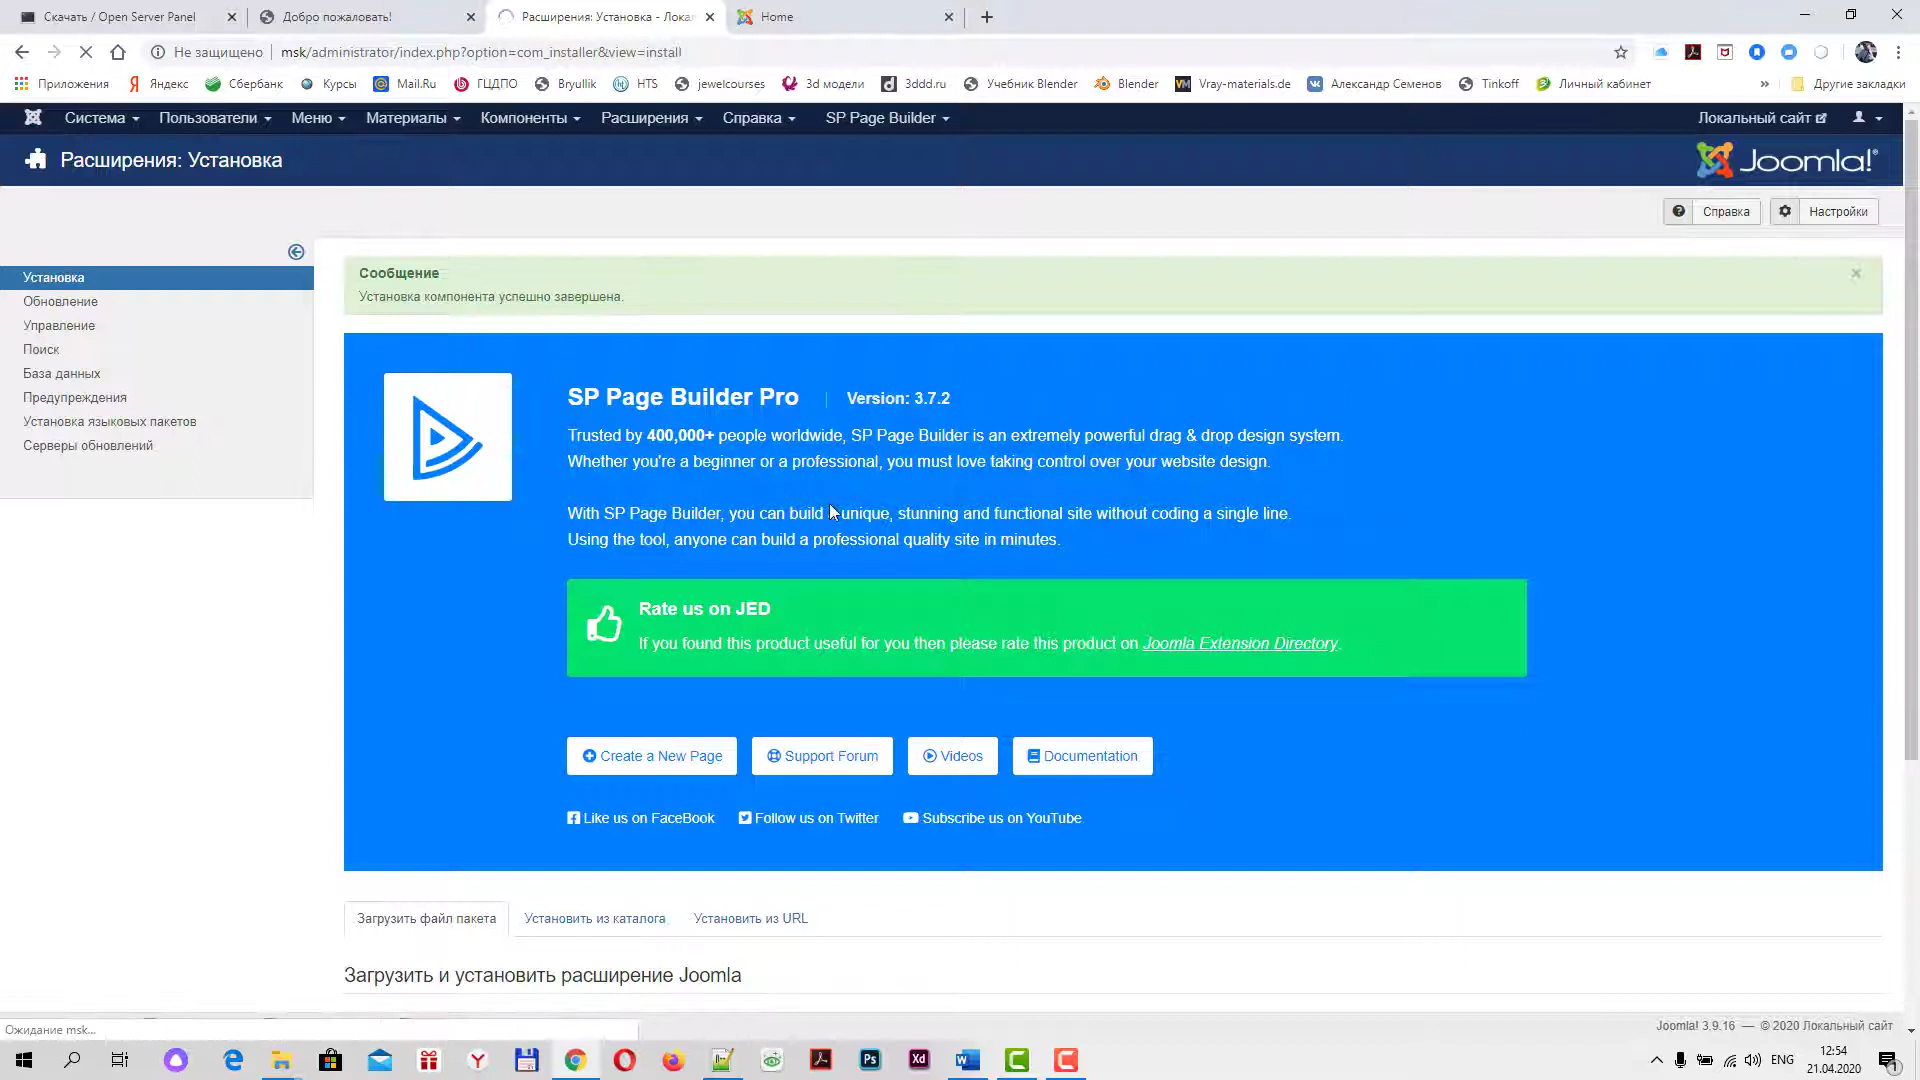 Скачать / Open Server Panel
Добро пожаловать!
Расширения: Установка - Лока
Home
Не защищено
msk/administrator/index.php?option=com_installer&view=install
Приложения
Яндекс
Сбербанк
Курсы
Mail.Ru
ГЦДПО
Bryullik
HTS
jewelcourses
3d модели
3ddd.ru
Учебник Blender
Blender
Vray-materials.de
Александр Семенов
Tinkoff
Личный кабинет
»
Другие закладки
Система
Пользователи
Меню
Материалы
Компоненты
Расширения
Справка
SP Page Builder
Локальный сайт
Расширения: Установка
Joomla!
Справка
Настройки
Установка
Обновление
Управление
Поиск
База данных
Предупреждения
Установка языковых пакетов
Серверы обновлений
Сообщение
Установка компонента успешно завершена.
SP Page Builder Pro | Version: 3.7.2
Trusted by 400,000+ people worldwide, SP Page Builder is an extremely powerful drag & drop design system.
Whether you're a beginner or a professional, you must love taking control over your website design.
With SP Page Builder, you can build unique, stunning and functional site without coding a single line.
Using the tool, anyone can build a professional quality site in minutes.
Rate us on JED
If you found this product useful for you then please rate this product on Joomla Extension Directory.
Create a New Page
Support Forum
Videos
Documentation
Like us on FaceBook
Follow us on Twitter
Subscribe us on YouTube
Загрузить файл пакета
Установить из каталога
Установить из URL
Загрузить и установить расширение Joomla
Ожидание msk...
Joomla! 3.9.16 — © 2020 Локальный сайт
ENG
12:54
21.04.2020